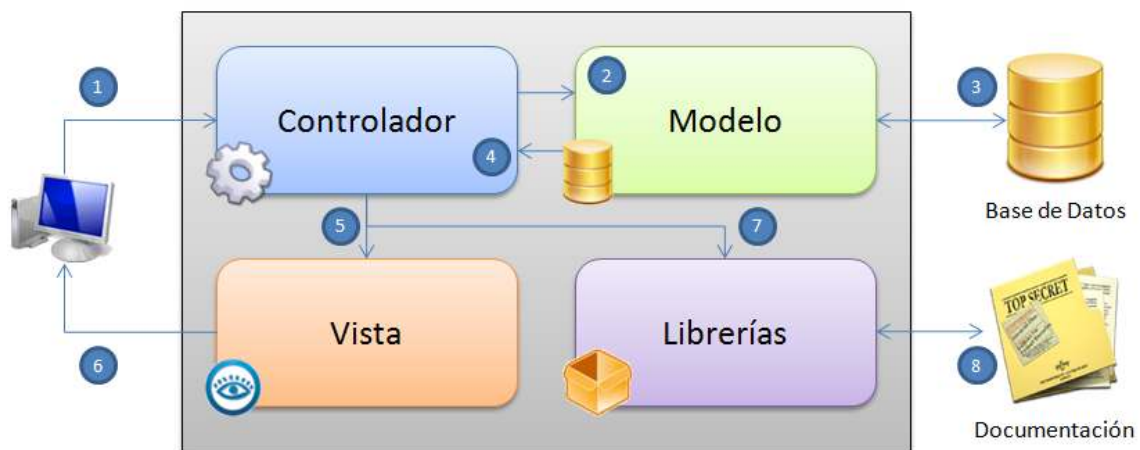 1
Controlador
2
Modelo
3
4
Base de Datos
5
7
Vista
Librerías
TOP SECRET
6
8
Documentación